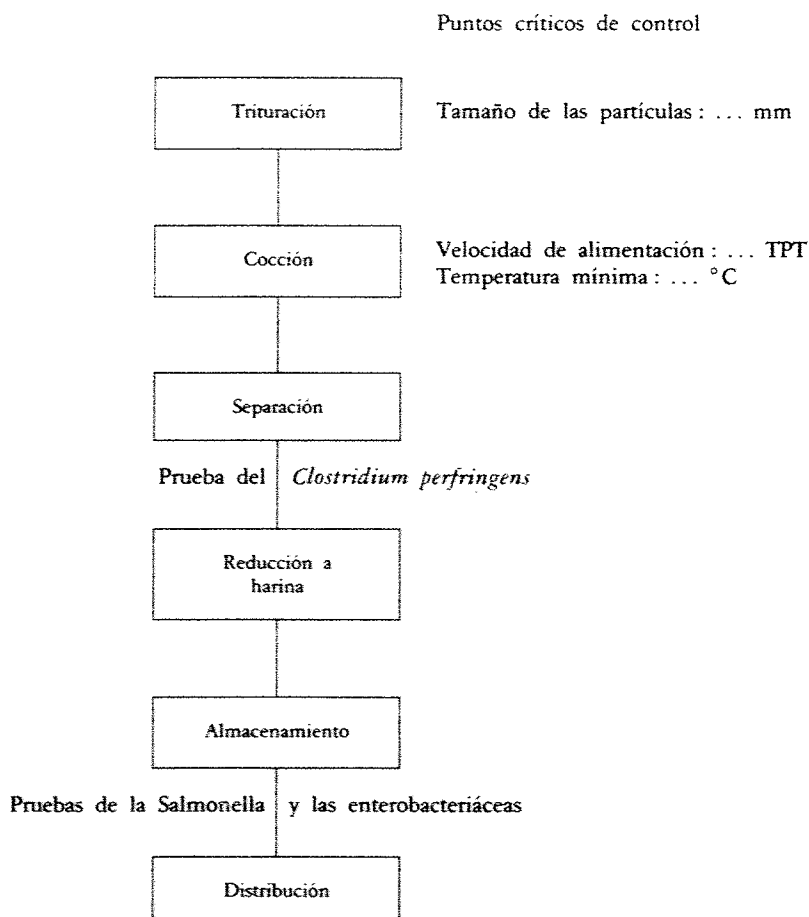 Puntos críticos de control
Trituración
Tamaño de las partículas : ... mm
Cocción
Velocidad de alimentación : ... TPT
Temperatura mínima : ... °C
Separación
Prueba del Clostridium perfringens
Reducción a
harina
Almacenamiento
Pruebas de la Salmonella y las enterobacteriáceas
Distribución